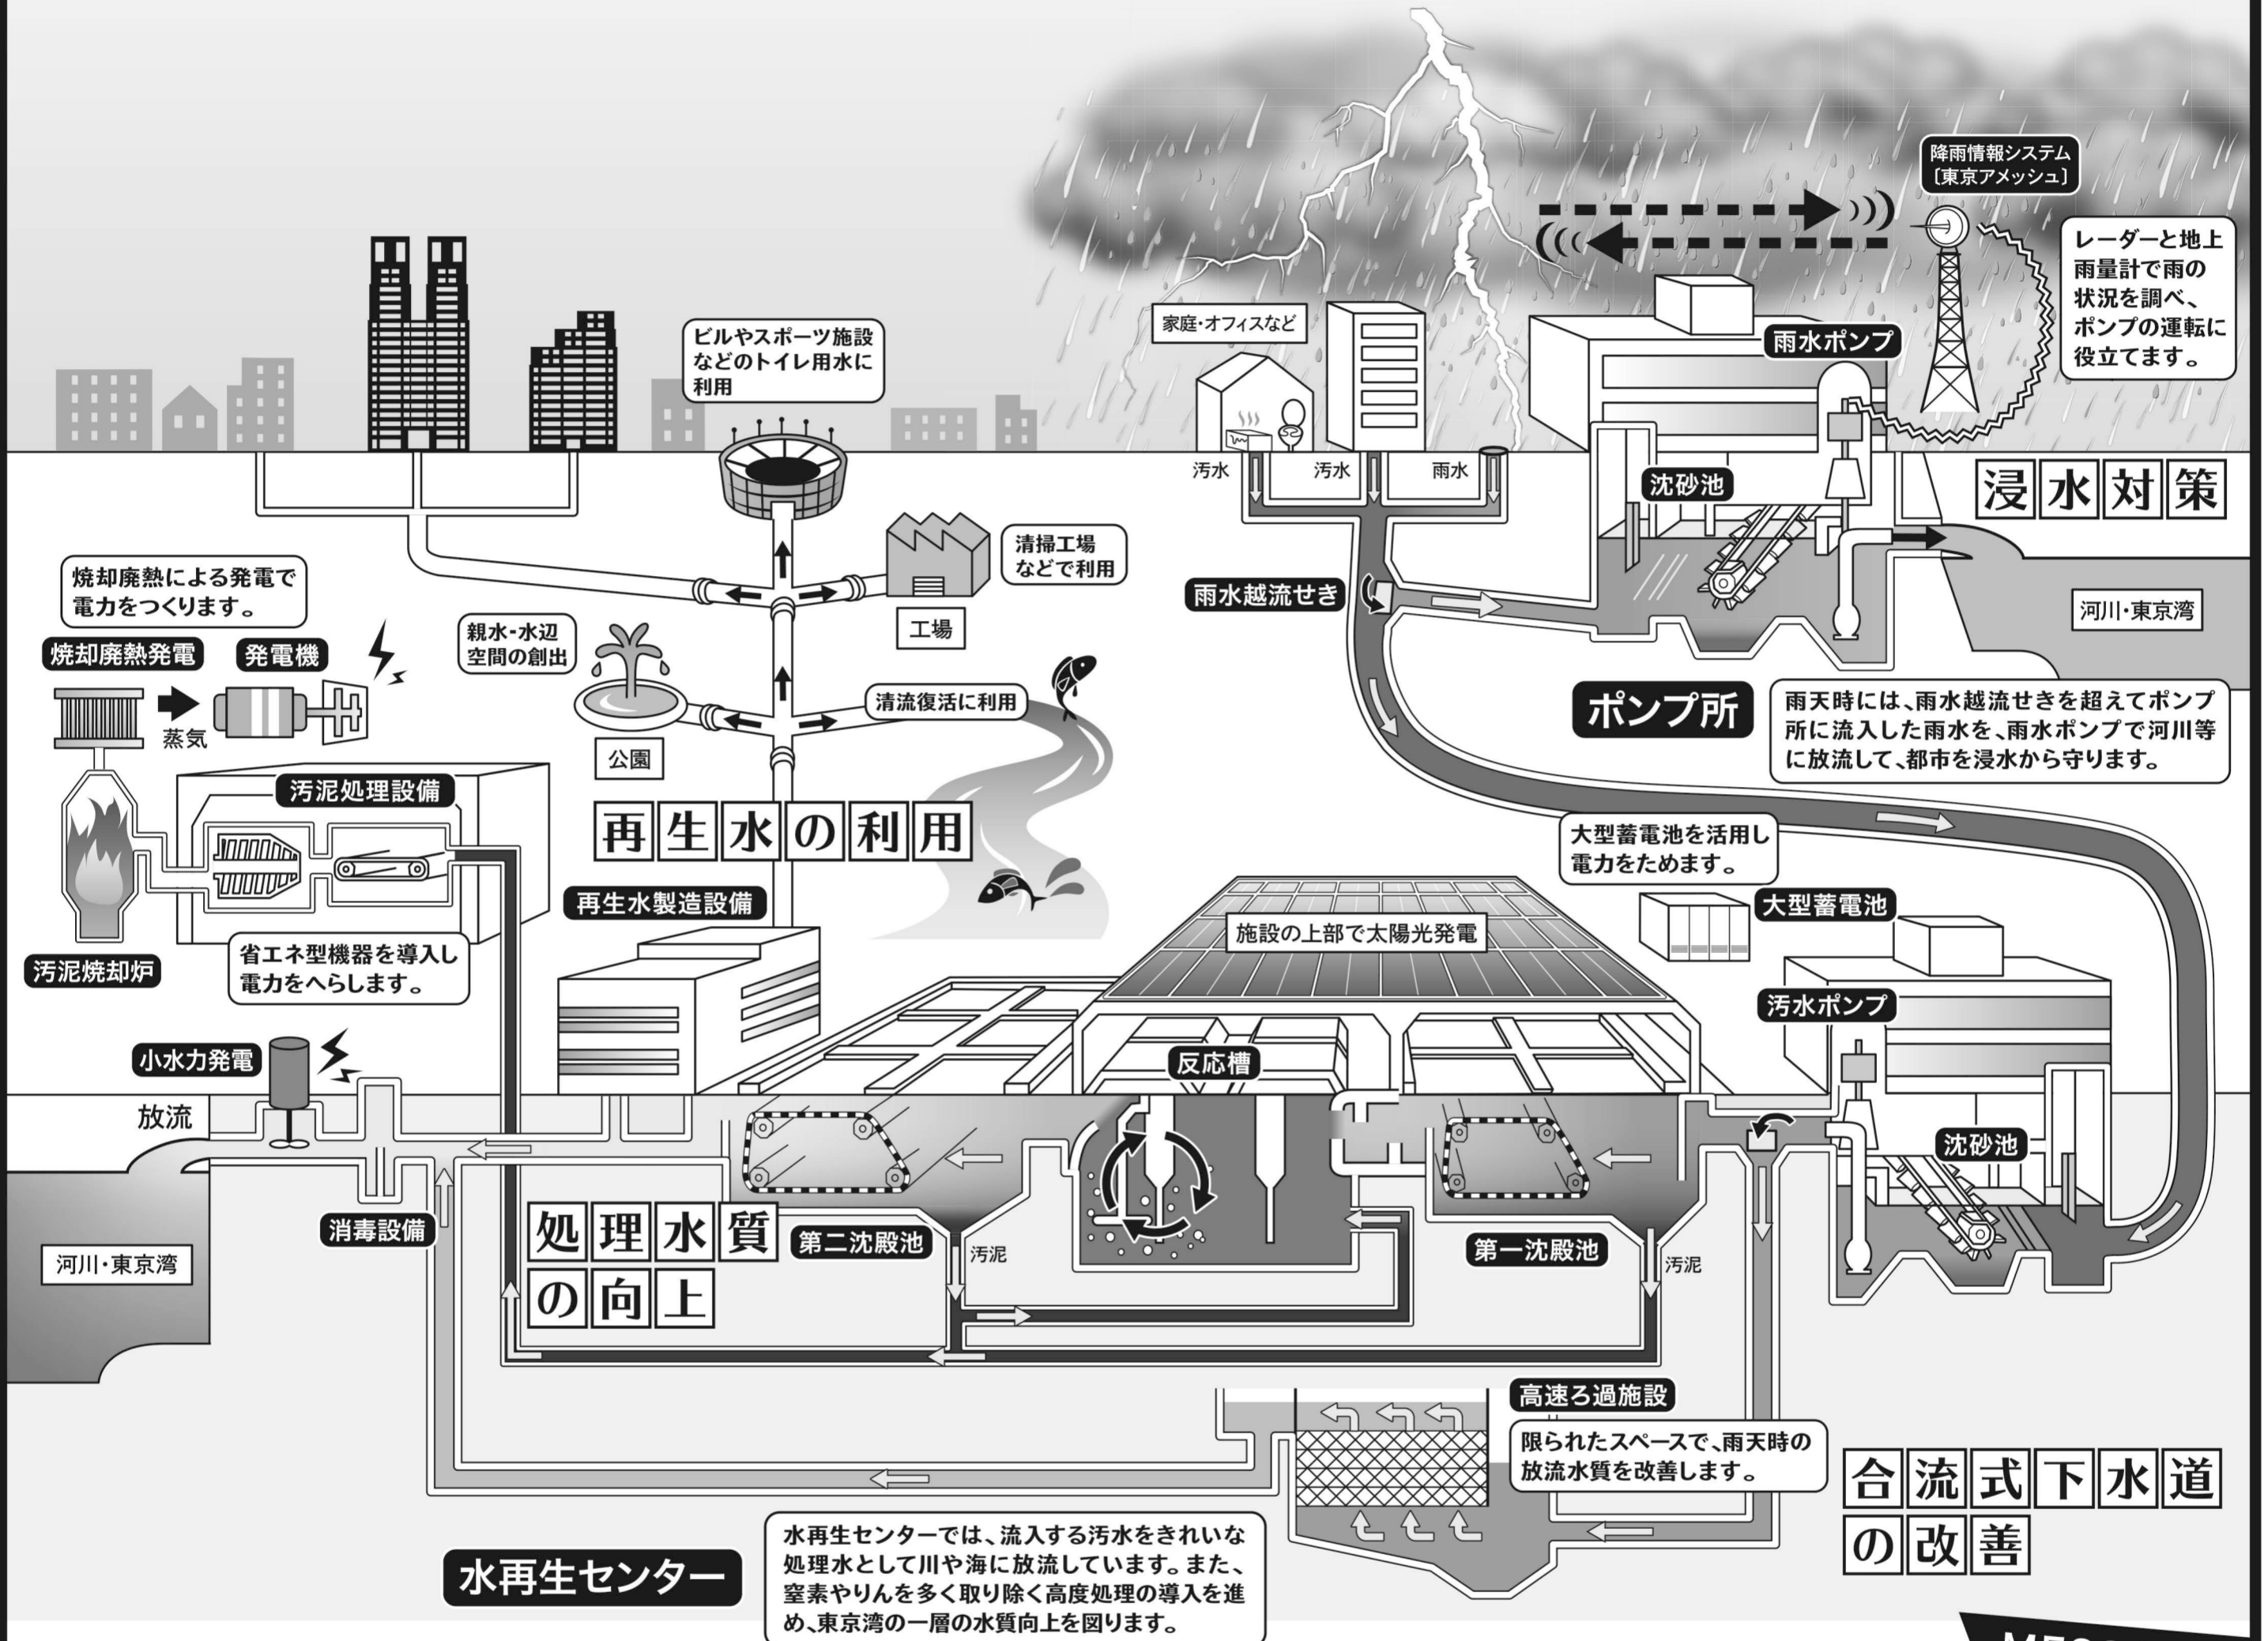 降雨情報システム
〔東京アメッシュ〕
レーダーと地上
雨量計で雨の
状況を調べ、
ポンプの運転に
役立てます。
家庭・オフィスなど
雨水ポンプ
ビルやスポーツ施設
などのトイレ用水に
利用
汚水
汚水
雨水
沈砂池
浸水対策
清掃工場
などで利用
工場
雨水越流せき
河川・東京湾
焼却廃熱による発電で
電力をつくります。
焼却廃熱発電
発電機
蒸気
親水-水辺
空間の創出
公園
清流復活に利用
ポンプ所
雨天時には、雨水越流せきを超えてポンプ
所に流入した雨水を、雨水ポンプで河川等
に放流して、都市を浸水から守ります。
汚泥処理設備
再生水の利用
大型蓄電池を活用し
電力をためます。
大型蓄電池
再生水製造設備
施設の上部で太陽光発電
汚泥焼却炉
省エネ型機器を導入し
電力をへらします。
汚水ポンプ
小水力発電
反応槽
放流
沈砂池
消毒設備
処理水質
の向上
第二沈殿池
汚泥
第一沈殿池
汚泥
河川・東京湾
高速ろ過施設
限られたスペースで、雨天時の
放流水質を改善します。
合流式下水道
の改善
水再生センター
水再生センターでは、流入する汚水をきれいな
処理水として川や海に放流しています。また、
窒素やりんを多く取り除く高度処理の導入を進
め、東京湾の一層の水質向上を図ります。